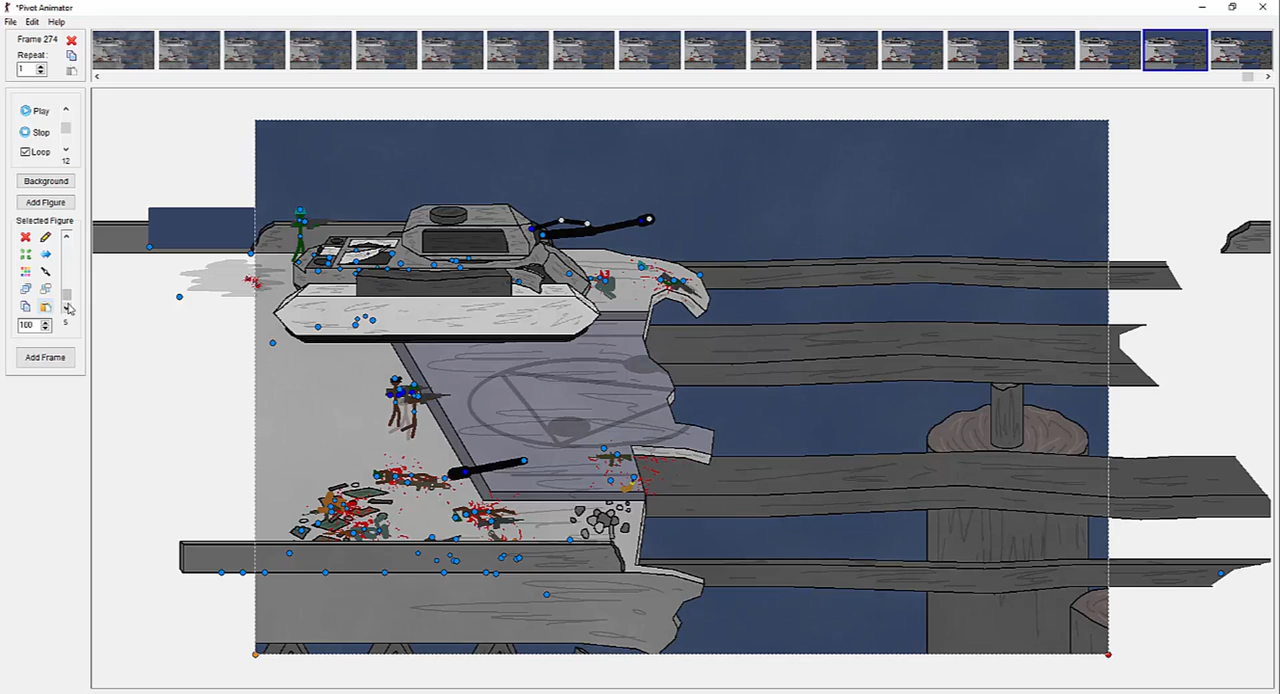 *Pivot Animator
File Edit Help
Frame 274
Repeat:
1
Play
Stop
Loop
12
Background
Add Figure
Selected Figure
5
100
Add Frame